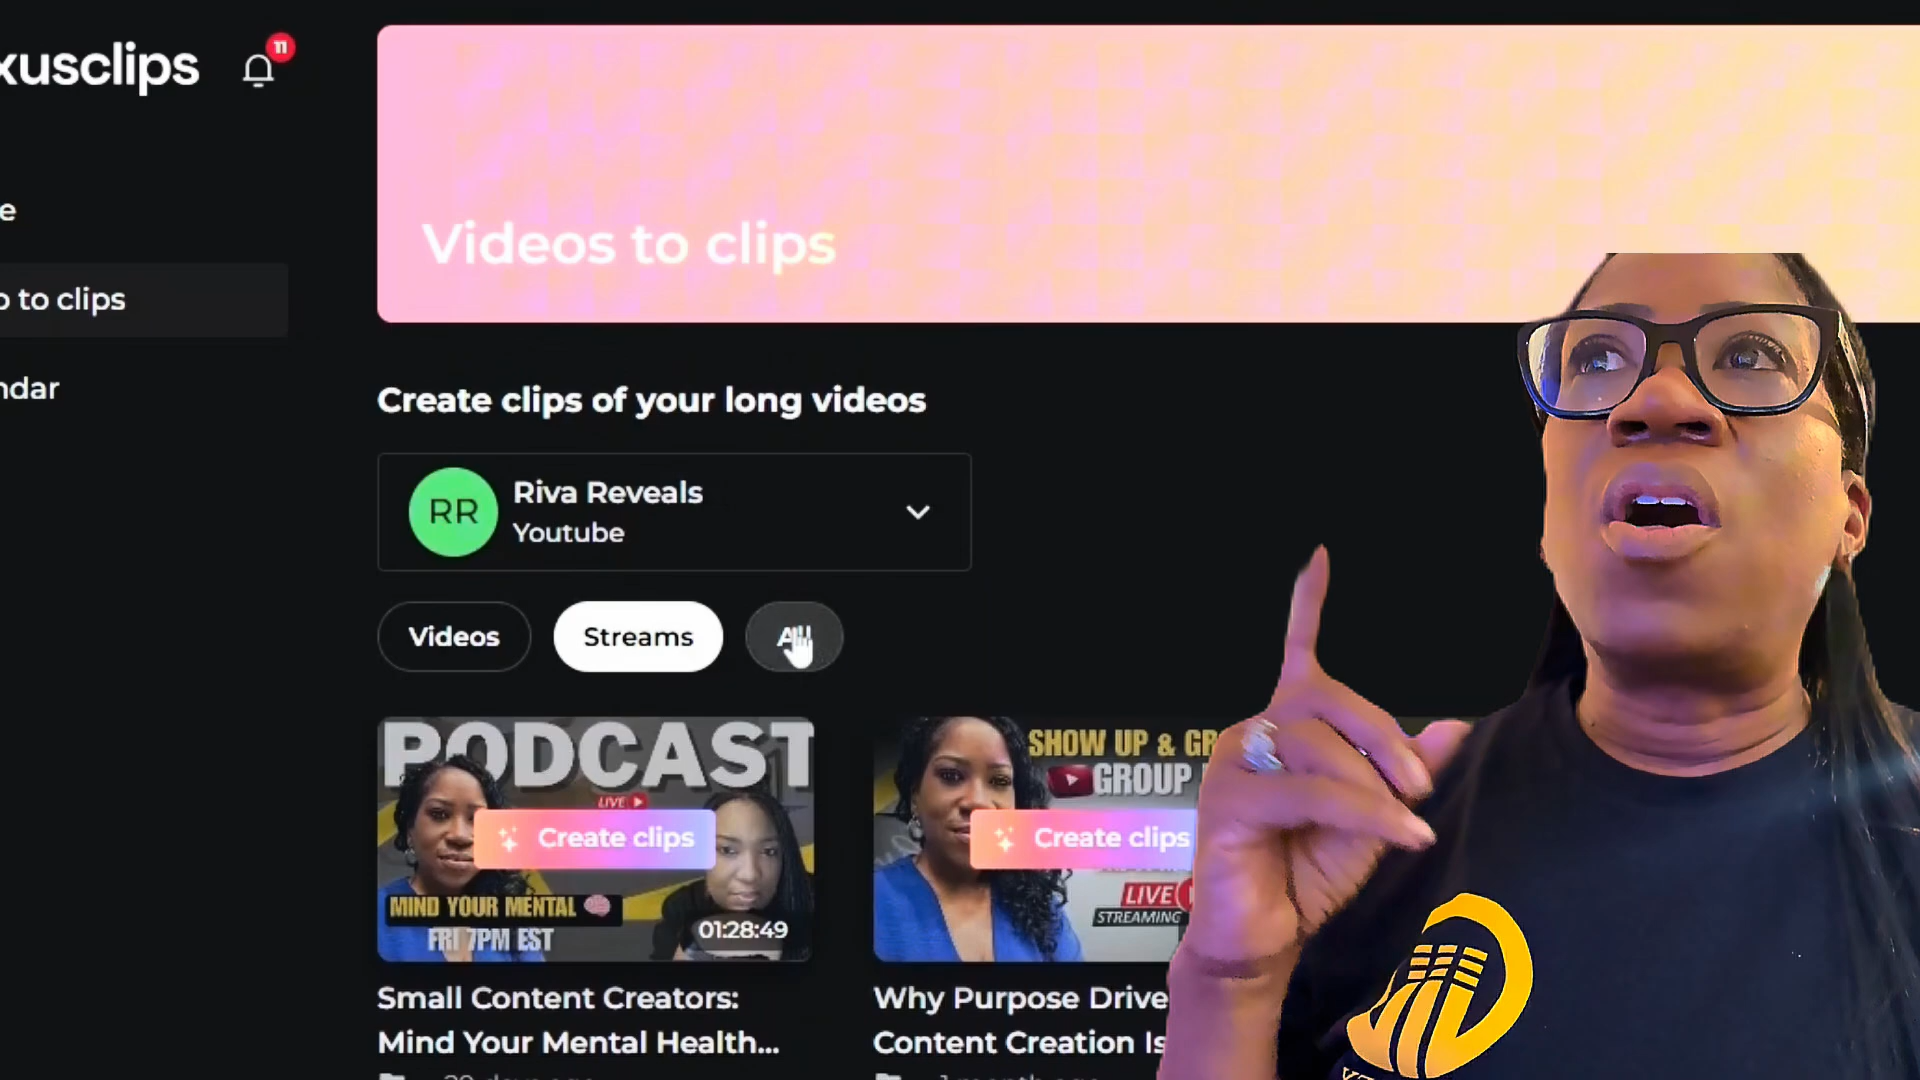 xusclips
11
e
o to clips
ndar
Videos to clips
Create clips of your long videos
RR
Riva Reveals
Youtube
Videos
Streams
PODCAST
LIVE
Create clips
MIND YOUR MENTAL
FRI 7PM EST
01:28:49
Small Content Creators:
Mind Your Mental Health...
SHOW UP & GR
GROUP
Create clips
LIVE
STREAMING
Why Purpose Drive
Content Creation Is